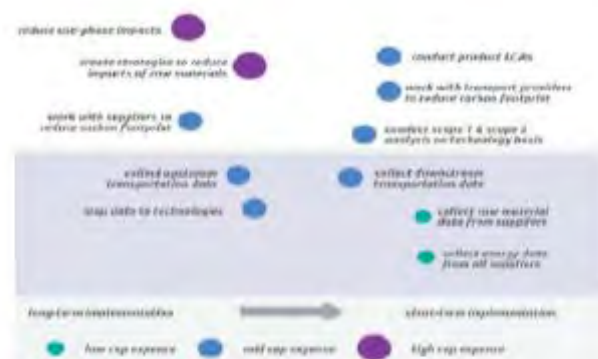 reduce use-phase impacts
create strategies to reduce
impacts of raw materials
work with suppliers to
reduce carbon footprint
conduct product LCAs
work with transport providers
to reduce carbon footprint
conduct scope 1 & scope 2
analysis on technology basis
collect upstream
transportation data
map data to technologies
collect downstream
transportation data
collect raw material
data from suppliers
collect energy data
from all suppliers
long-term implementation
short-term implementation
low cap expense
mid cap expense
high cap expense